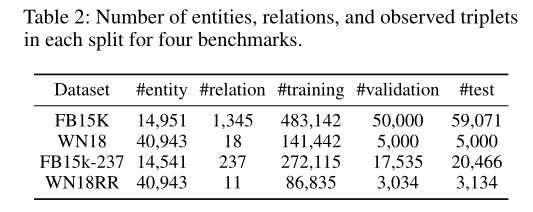 Table 2: Number of entities, relations, and observed triplets
in each split for four benchmarks.
Dataset #entity #relation #training #validation #test
FB15K 14,951 1,345 483,142 50,000 59,071
WN18 40,943 18 141,442 5,000 5,000
FB15k-237 14,541 237 272,115 17,535 20,466
WN18RR 40,943 11 86,835 3,034 3,134